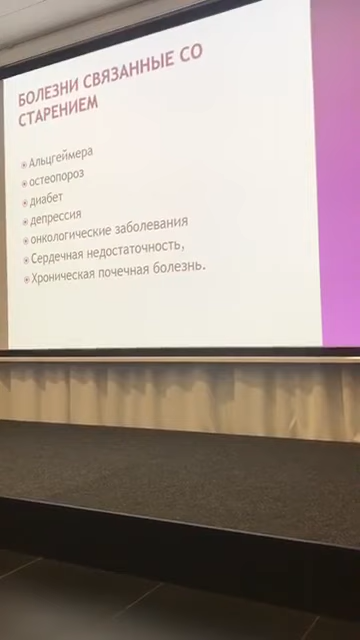 БОЛЕЗНИ СВЯЗАННЫЕ СО
СТАРЕНИЕМ
Альцгеймера
остеопороз
диабет
депрессия
онкологические заболевания
Сердечная недостаточность,
Хроническая почечная болезнь.